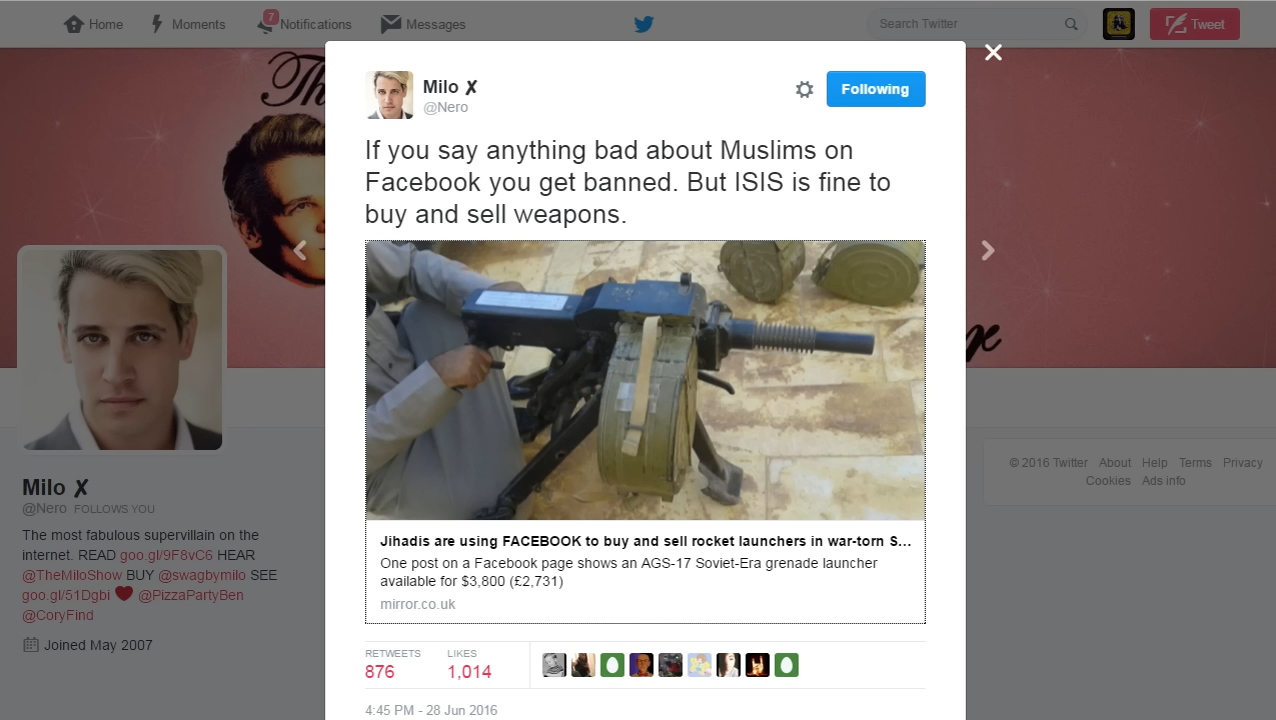 Home Moments 7 Notifications Messages Search Twitter Tweet
Th
Milo ✗
@Nero
Following
If you say anything bad about Muslims on
Facebook you get banned. But ISIS is fine to
buy and sell weapons.
Jihadis are using FACEBOOK to buy and sell rocket launchers in war-torn S...
One post on a Facebook page shows an AGS-17 Soviet-Era grenade launcher
available for $3,800 (£2,731)
mirror.co.uk
RETWEETS LIKES
876 1,014
4:45 PM - 28 Jun 2016
Milo ✗
@Nero FOLLOWS YOU
The most fabulous supervillain on the
internet. READ goo.gl/9F8vC6 HEAR
@TheMiloShow BUY @swagbymilo SEE
goo.gl/51Dgbi ❤ @PizzaPartyBen
@CoryFind
Joined May 2007
© 2016 Twitter About Help Terms Privacy
Cookies Ads info